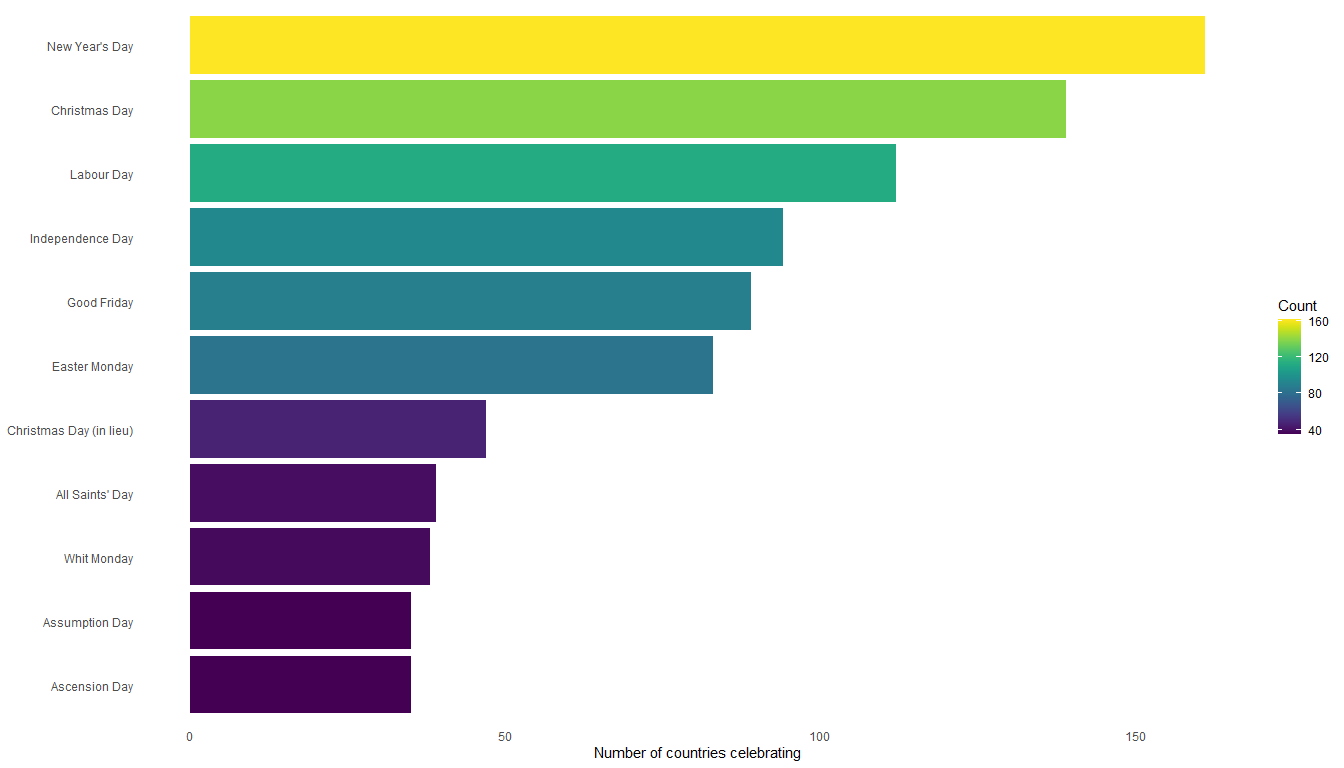 New Year's Day
Christmas Day
Labour Day
Independence Day
Good Friday
Easter Monday
Christmas Day (in lieu)
All Saints' Day
Whit Monday
Assumption Day
Ascension Day
0 50 100 150
Number of countries celebrating
Count
160
120
80
40